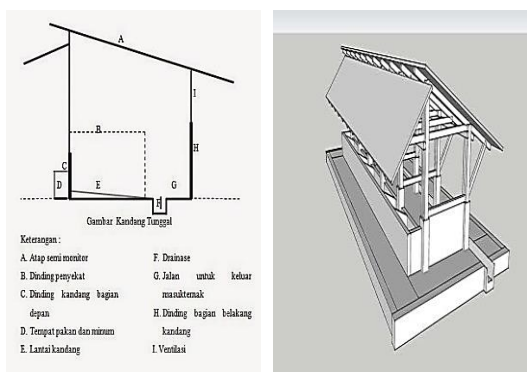 A
I
B
H
C
D
E
G
F
Gambar Kandang Tunggal
Keterangan :
A. Atap semi monitor
B. Dinding penyekat
C. Dinding kandang bagian
depan
D. Tempat pakan dan minum
E. Lantai kandang
F. Drainase
G. Jalan untuk keluar
masukternak
H. Dinding bagian belakang
kandang
I. Ventilasi